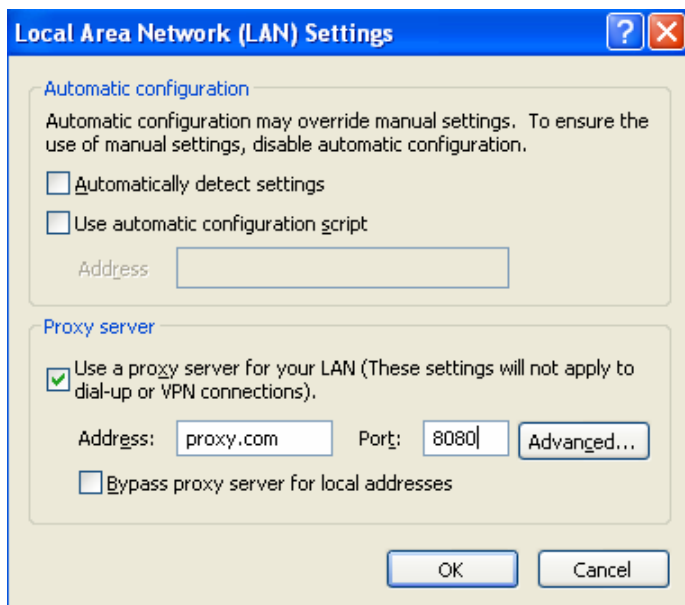 Local Area Network (LAN) Settings
?
Automatic configuration
Automatic configuration may override manual settings. To ensure the
use of manual settings, disable automatic configuration.
Automatically detect settings
Use automatic configuration script
Address
Proxy server
Use a proxy server for your LAN (These settings will not apply to
dial-up or VPN connections).
Address: proxy.com Port: 8080 Advanced...
Bypass proxy server for local addresses
OK Cancel